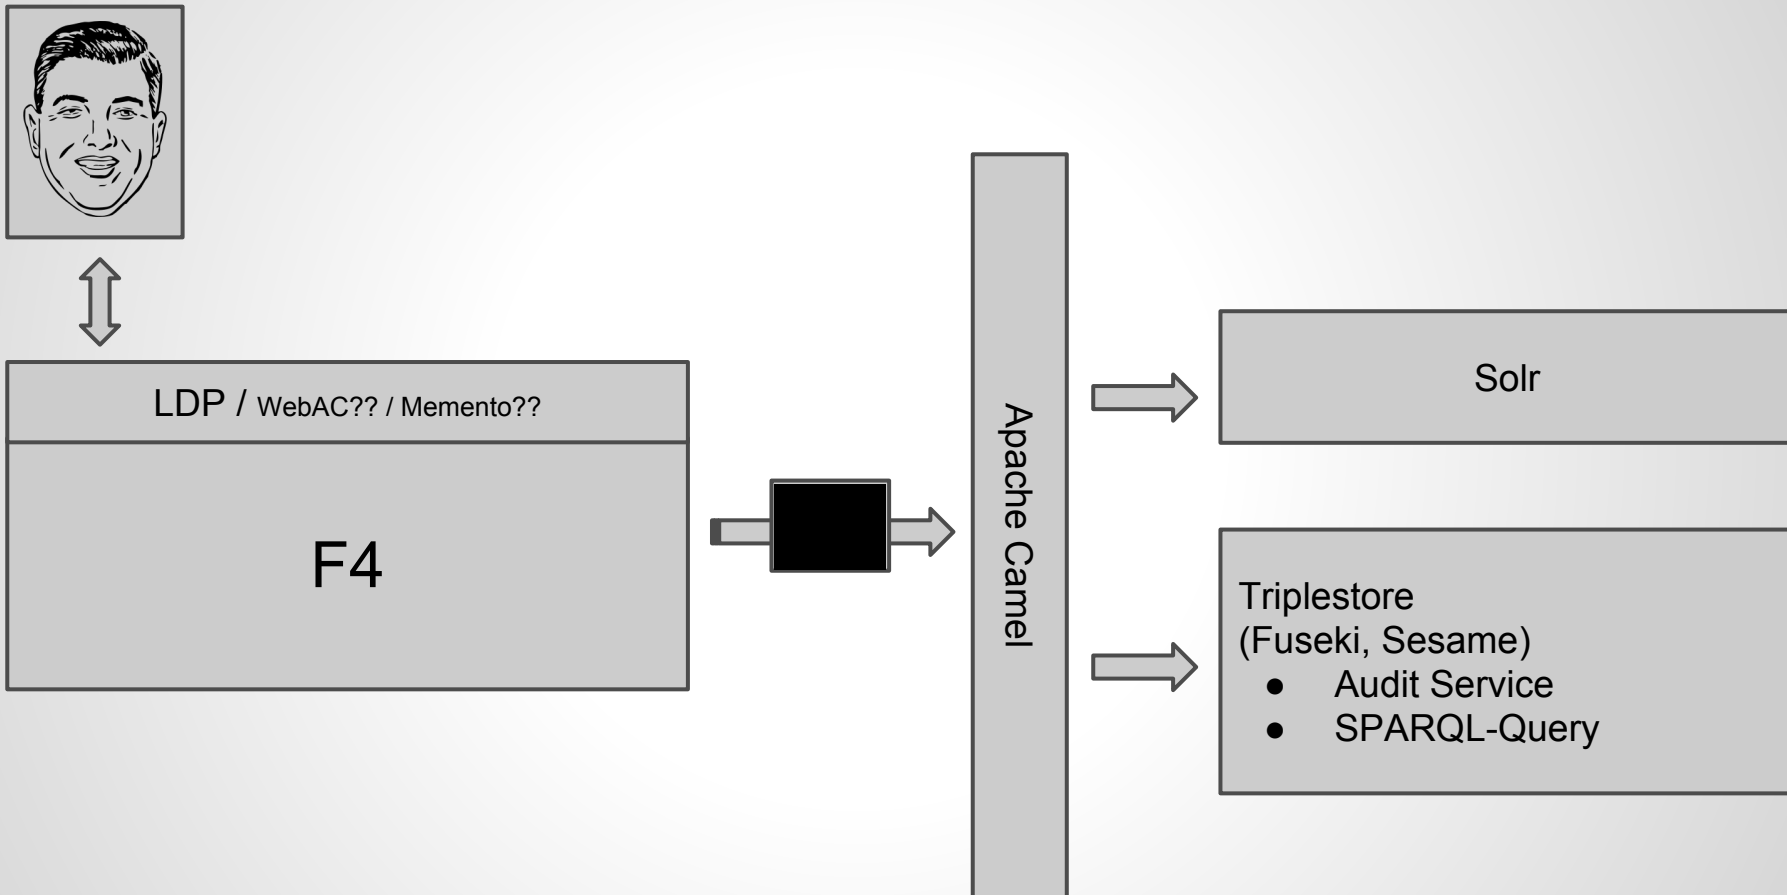 LDP / WebAC?? / Memento??
F4
Apache Camel
Solr
Triplestore
(Fuseki, Sesame)
● Audit Service
● SPARQL-Query